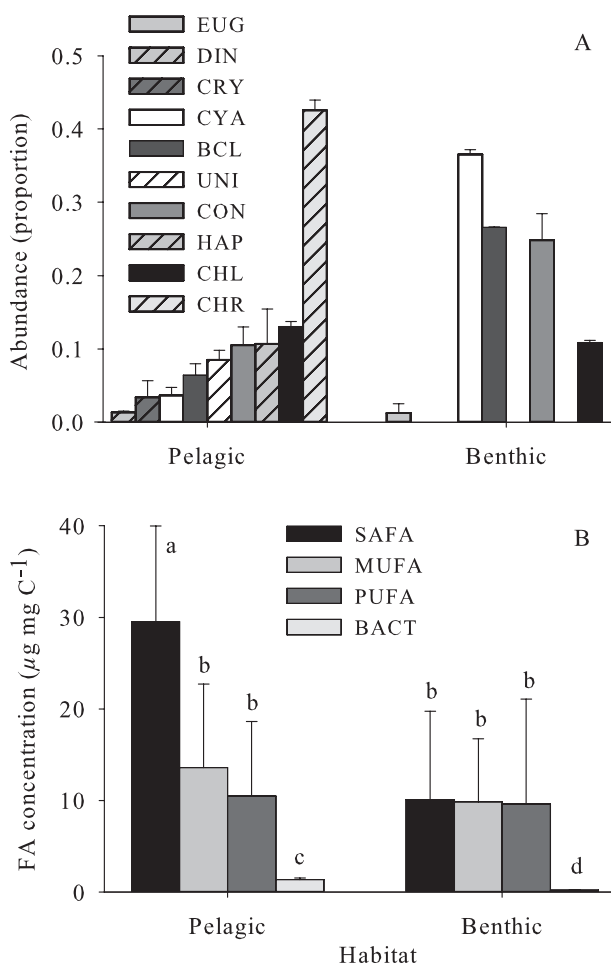 A
EUG
DIN
CRY
CYA
BCL
UNI
CON
HAP
CHL
CHR
Abundance (proportion)
0.5
0.4
0.3
0.2
0.1
0.0
Pelagic Benthic
B
SAFA
MUFA
PUFA
BACT
FA concentration (µg mg C⁻¹)
40
30
20
10
0
a
b b
c
b b b
d
Pelagic Benthic
Habitat